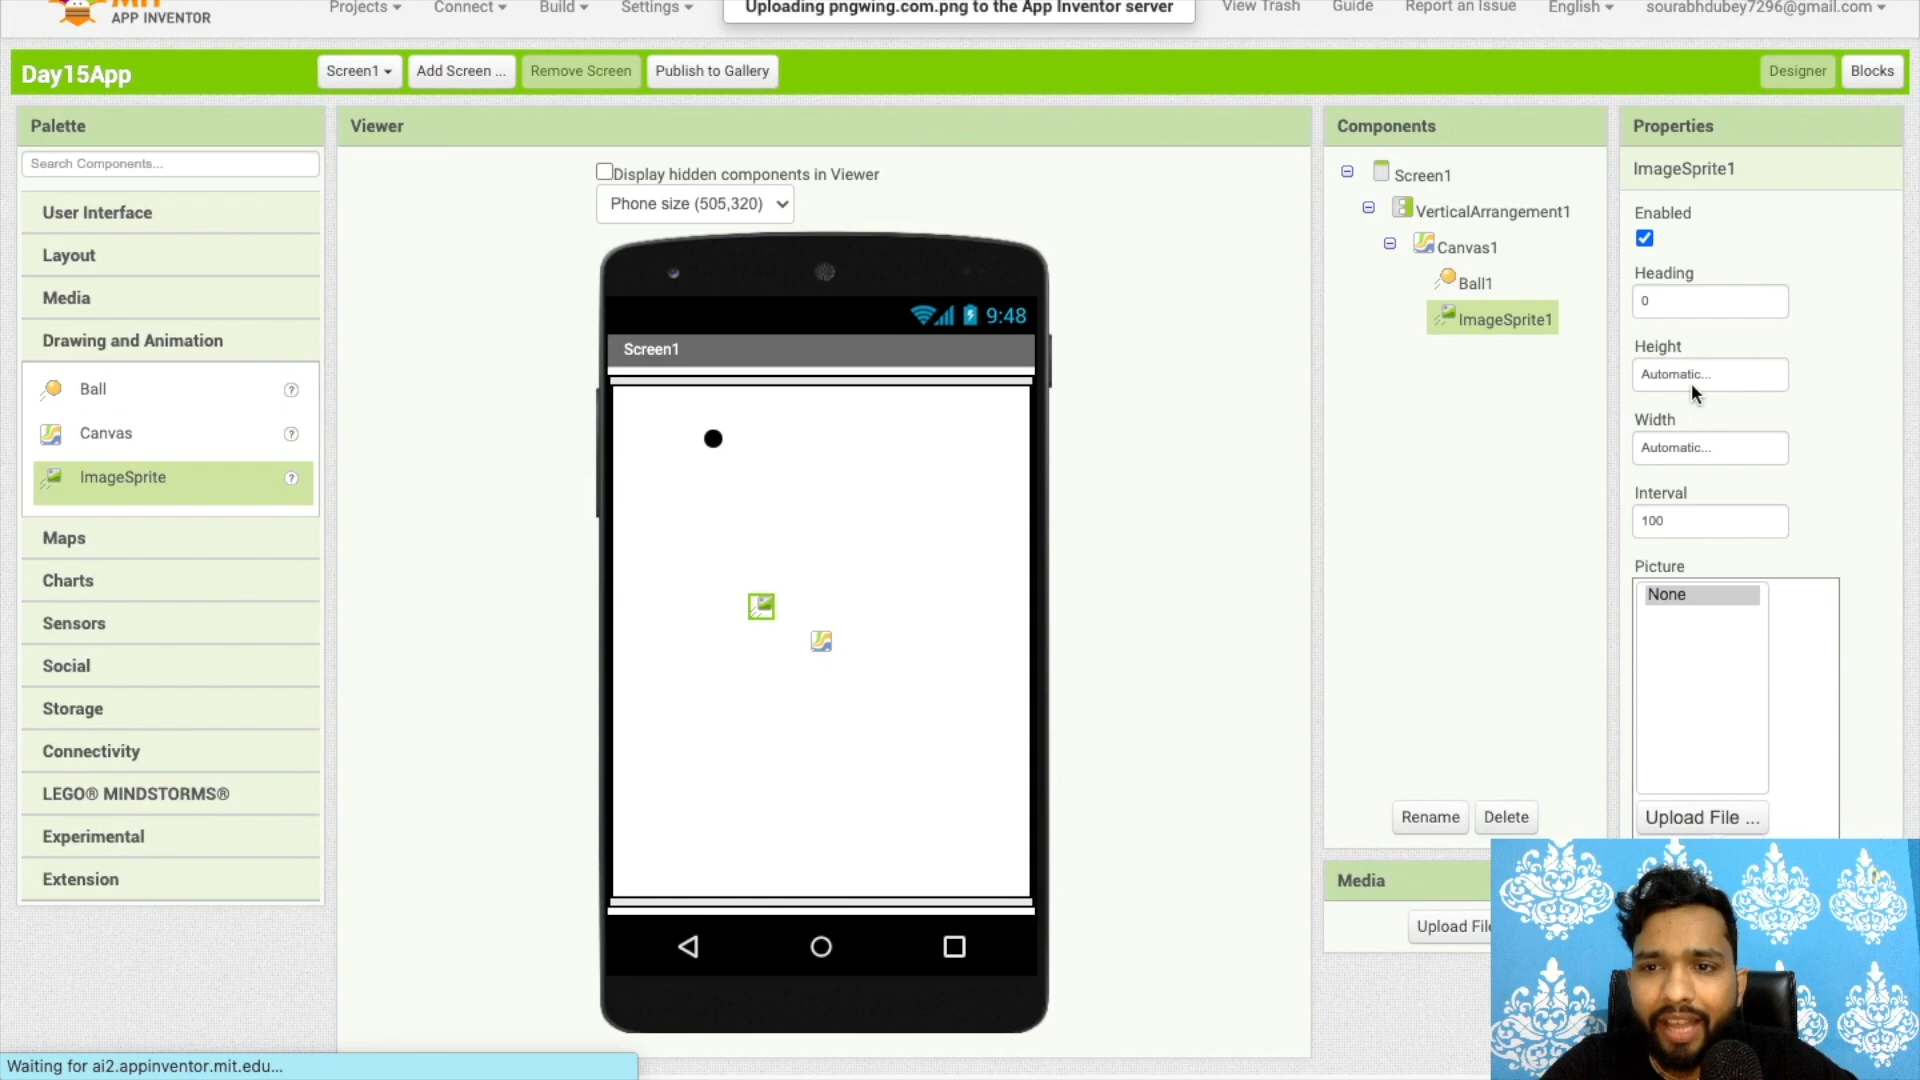 APP INVENTOR
Projects
Connect
Build
Settings
Uploading pngwing.com.png to the App Inventor server
View Trash
Guide
Report an Issue
English
sourabhdubey7296@gmail.com
Day15App
Screen1
Add Screen ...
Remove Screen
Publish to Gallery
Designer
Blocks
Palette
Search Components...
User Interface
Layout
Media
Drawing and Animation
Ball
?
Canvas
?
ImageSprite
?
Maps
Charts
Sensors
Social
Storage
Connectivity
LEGO® MINDSTORMS®
Experimental
Extension
Viewer
Display hidden components in Viewer
Phone size (505,320)
9:48
Screen1
Components
Screen1
VerticalArrangement1
Canvas1
Ball1
ImageSprite1
Rename
Delete
Media
Upload File
Properties
ImageSprite1
Enabled
Heading
0
Height
Automatic...
Width
Automatic...
Interval
100
Picture
None
Upload File ...
Waiting for ai2.appinventor.mit.edu...